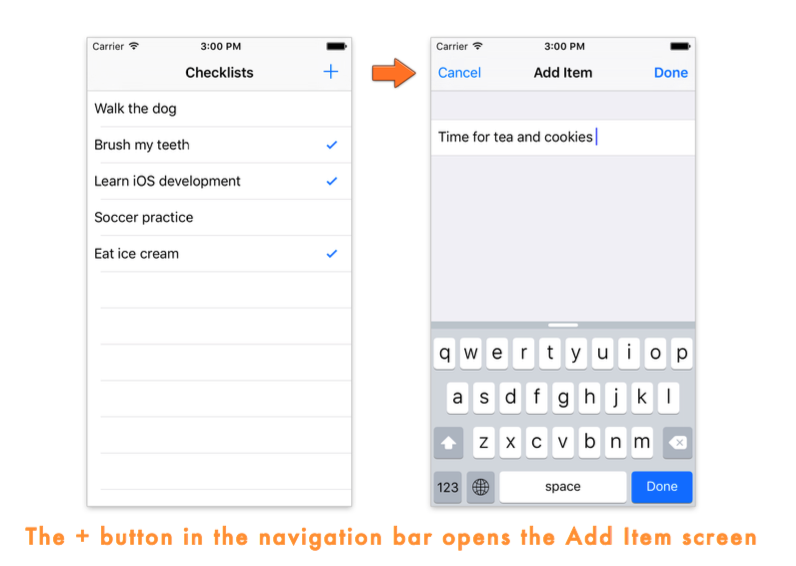 Carrier 3:00 PM
Checklists +
Walk the dog
Brush my teeth
Learn iOS development
Soccer practice
Eat ice cream
Carrier 3:00 PM
Cancel Add Item Done
Time for tea and cookies
q w e r t y u i o p
a s d f g h j k l
z x c v b n m
123 space Done
The + button in the navigation bar opens the Add Item screen